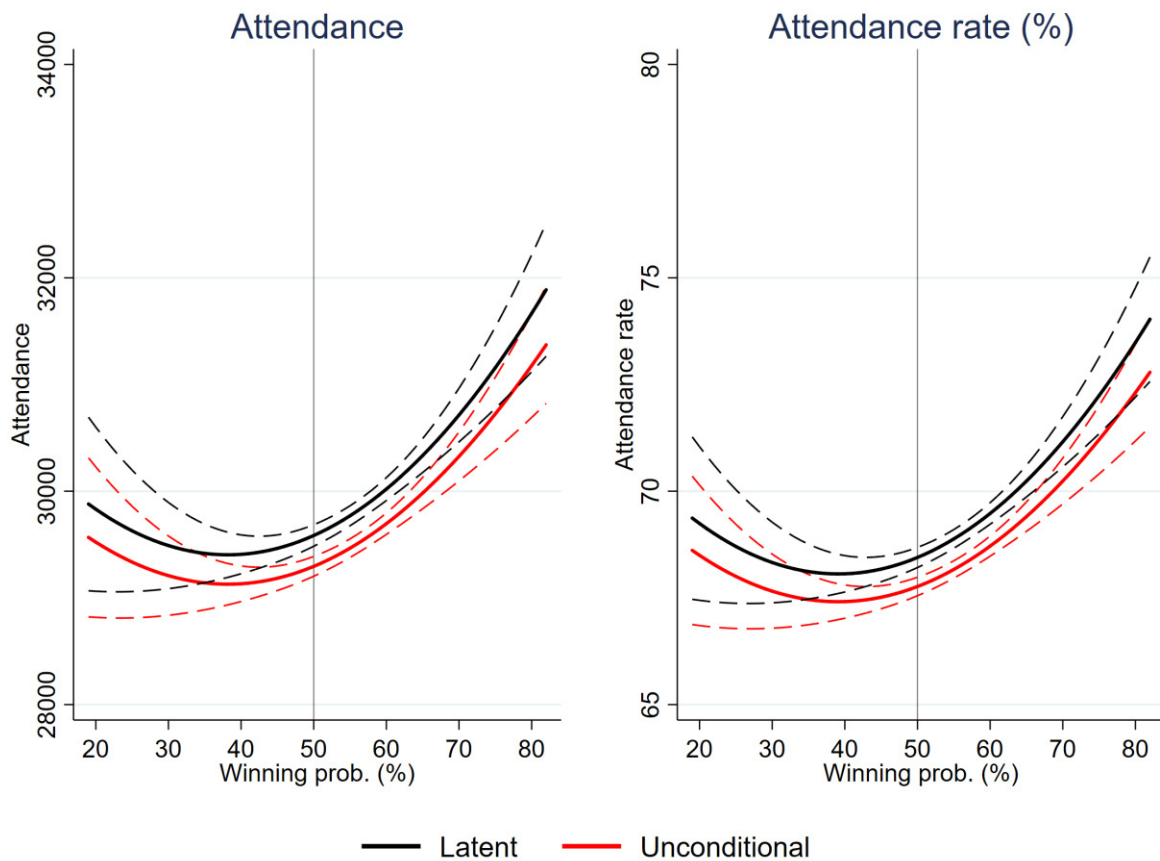 Attendance
34000
32000
30000
28000
Attendance
20 30 40 50 60 70 80
Winning prob. (%)
Attendance rate (%)
80
75
70
65
Attendance rate
20 30 40 50 60 70 80
Winning prob. (%)
Latent Unconditional